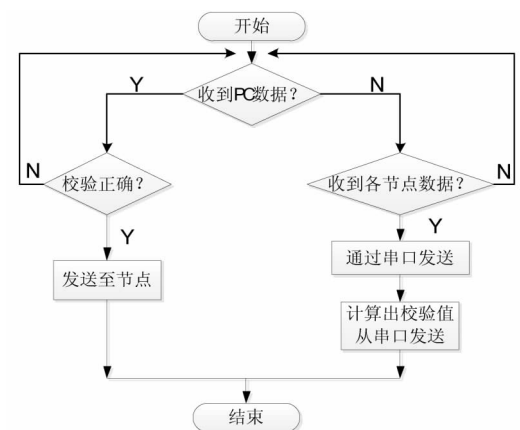 开始
Y
收到PC数据？
N
N
校验正确？
收到各节点数据？
N
Y
Y
发送至节点
通过串口发送
计算出校验值
从串口发送
结束